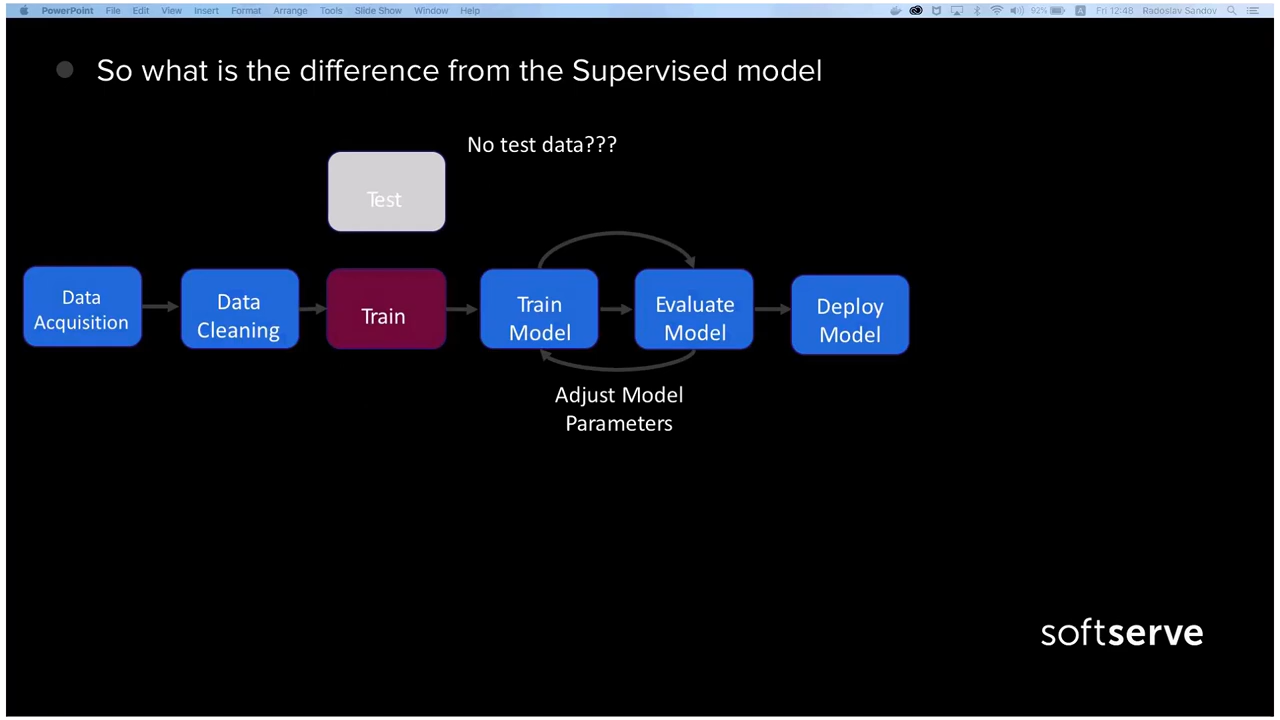 PowerPoint File Edit View Insert Format Arrange Tools Slide Show Window Help 92% A Fri 12:48 Radoslav Sandov
So what is the difference from the Supervised model
No test data???
Test
Data
Acquisition
Data
Cleaning
Train
Train
Model
Evaluate
Model
Deploy
Model
Adjust Model
Parameters
softserve